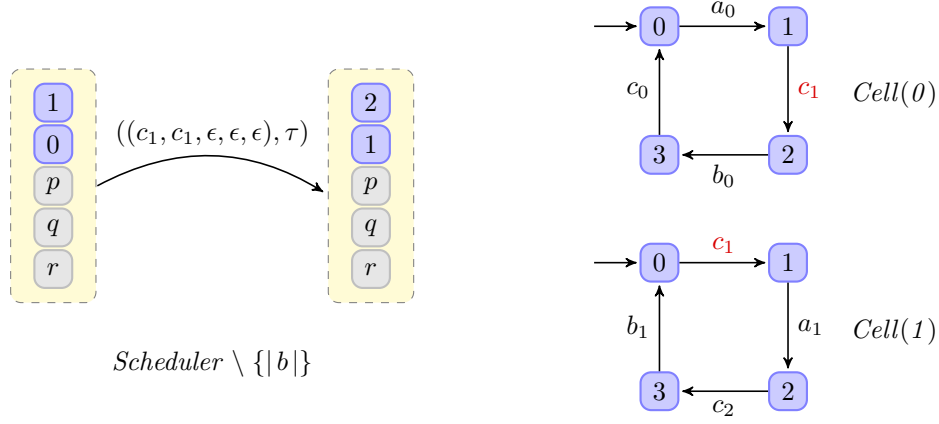 1
0
p
q
r
((c₁, c₁, ϵ, ϵ, ϵ), τ)
2
1
p
q
r
Scheduler \ {| b |}
0
a₀
1
c₀
c₁
Cell(0)
3
b₀
2
0
c₁
1
b₁
a₁
Cell(1)
3
c₂
2